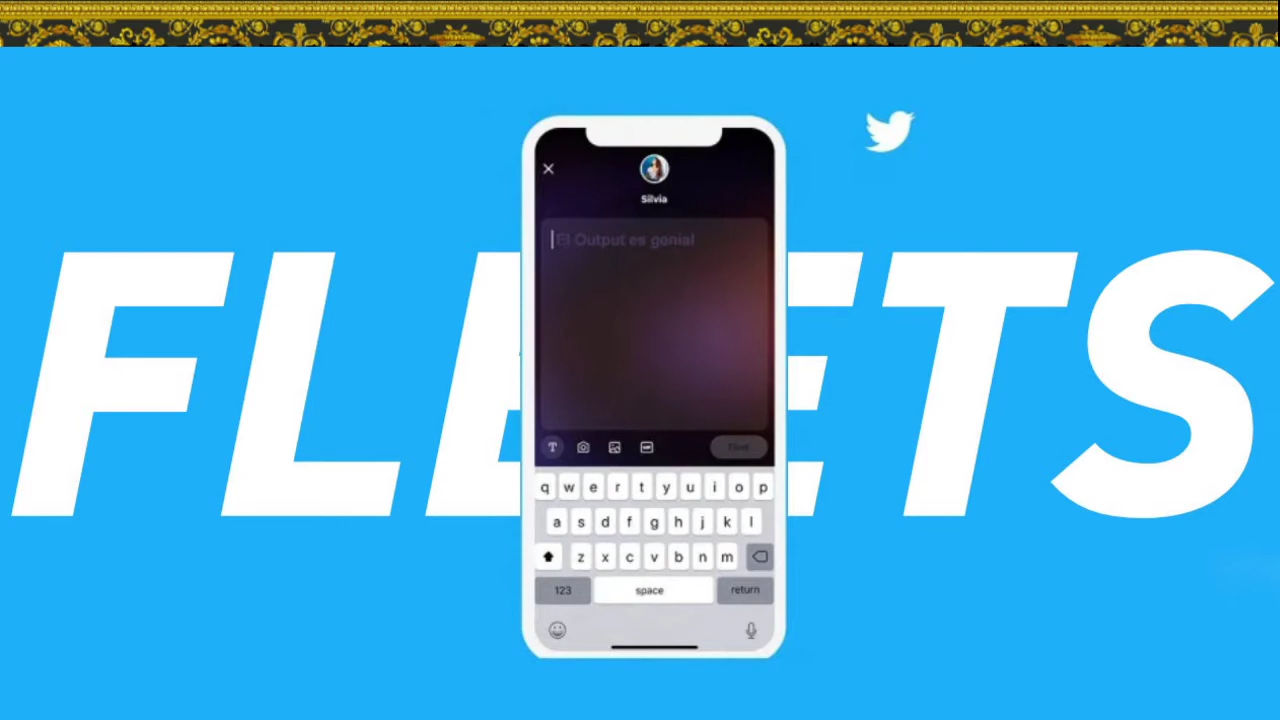 Silvia
Output es genial
FLEETS
T
q w e r t y u i o p
a s d f g h j k l
z x c v b n m
123 space return